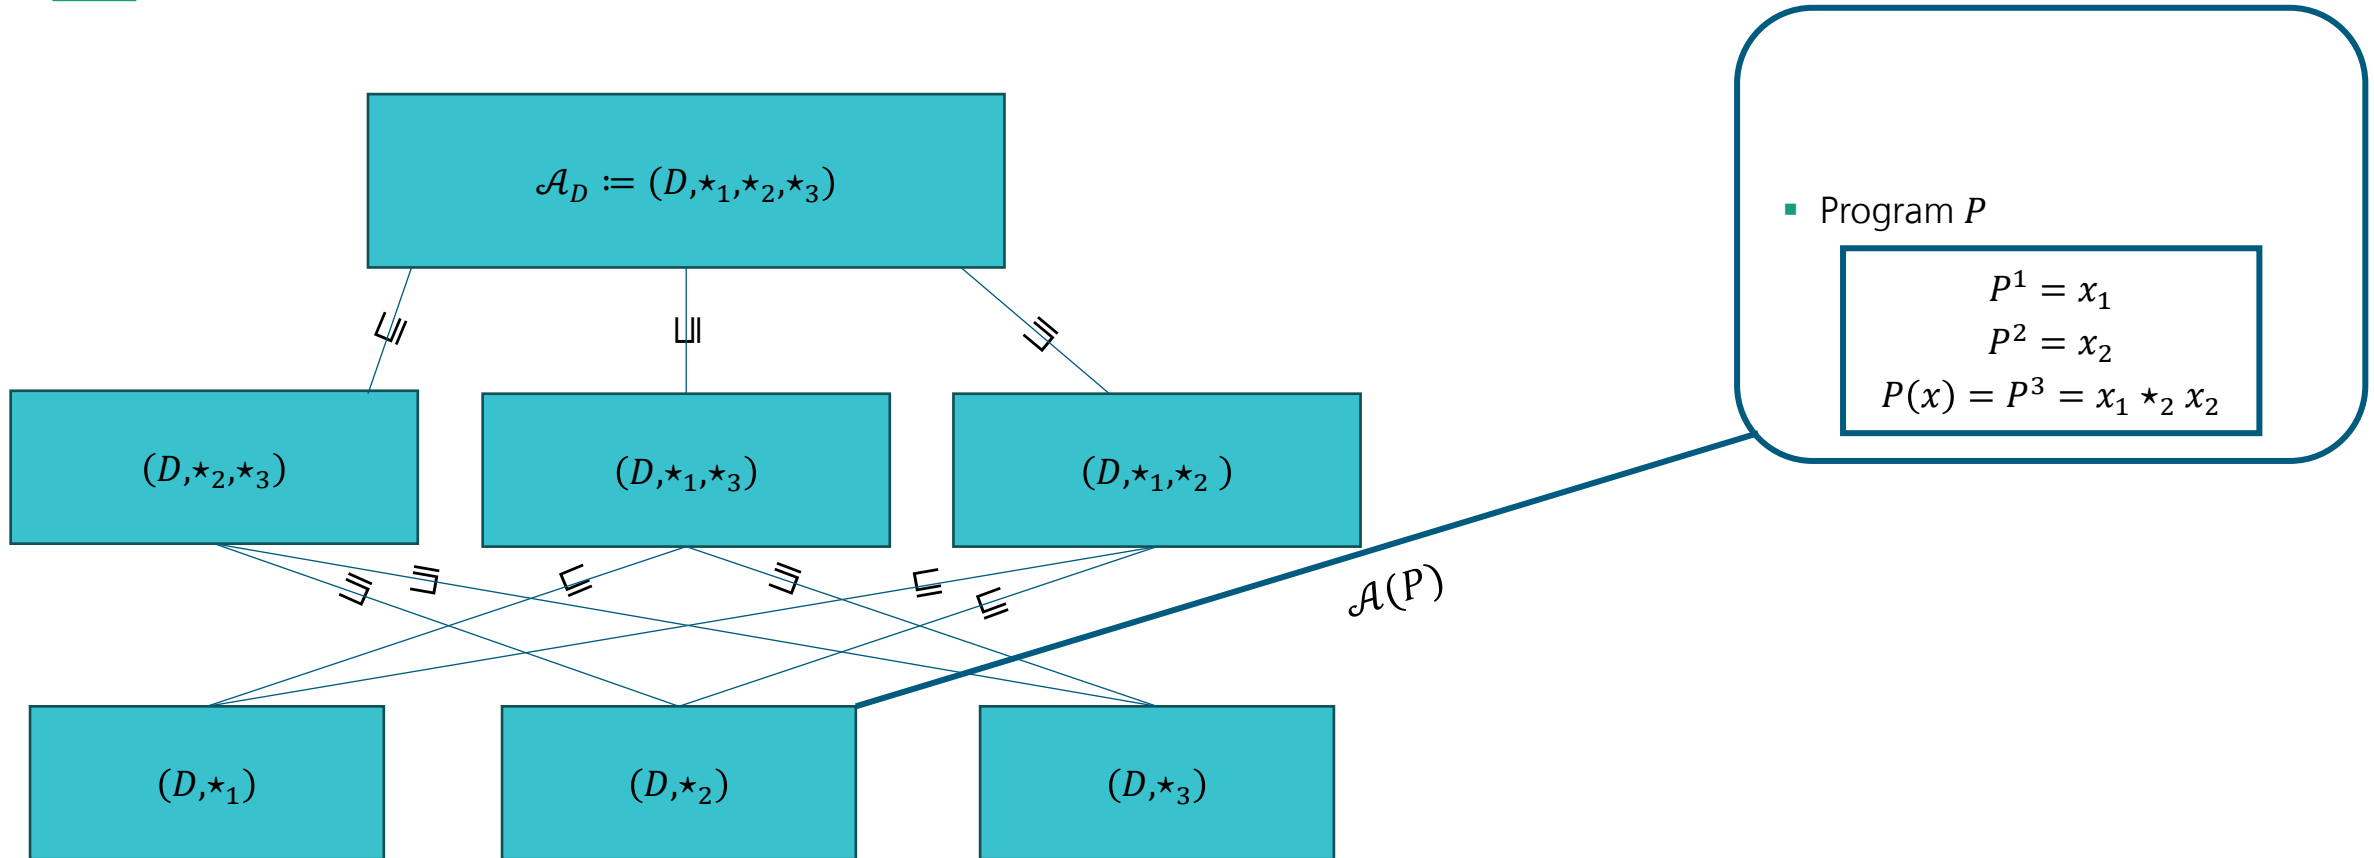 𝒜_D ≔ (D,⋆₁,⋆₂,⋆₃)
▪ Program P
P¹ = x₁
P² = x₂
P(x) = P³ = x₁ ⋆₂ x₂
⊑ ⊑ ⊑
(D,⋆₂,⋆₃) (D,⋆₁,⋆₃) (D,⋆₁,⋆₂ )
⊑ ⊑ ⊑ ⊑ ⊑ ⊑
𝒜(P)
(D,⋆₁) (D,⋆₂) (D,⋆₃)